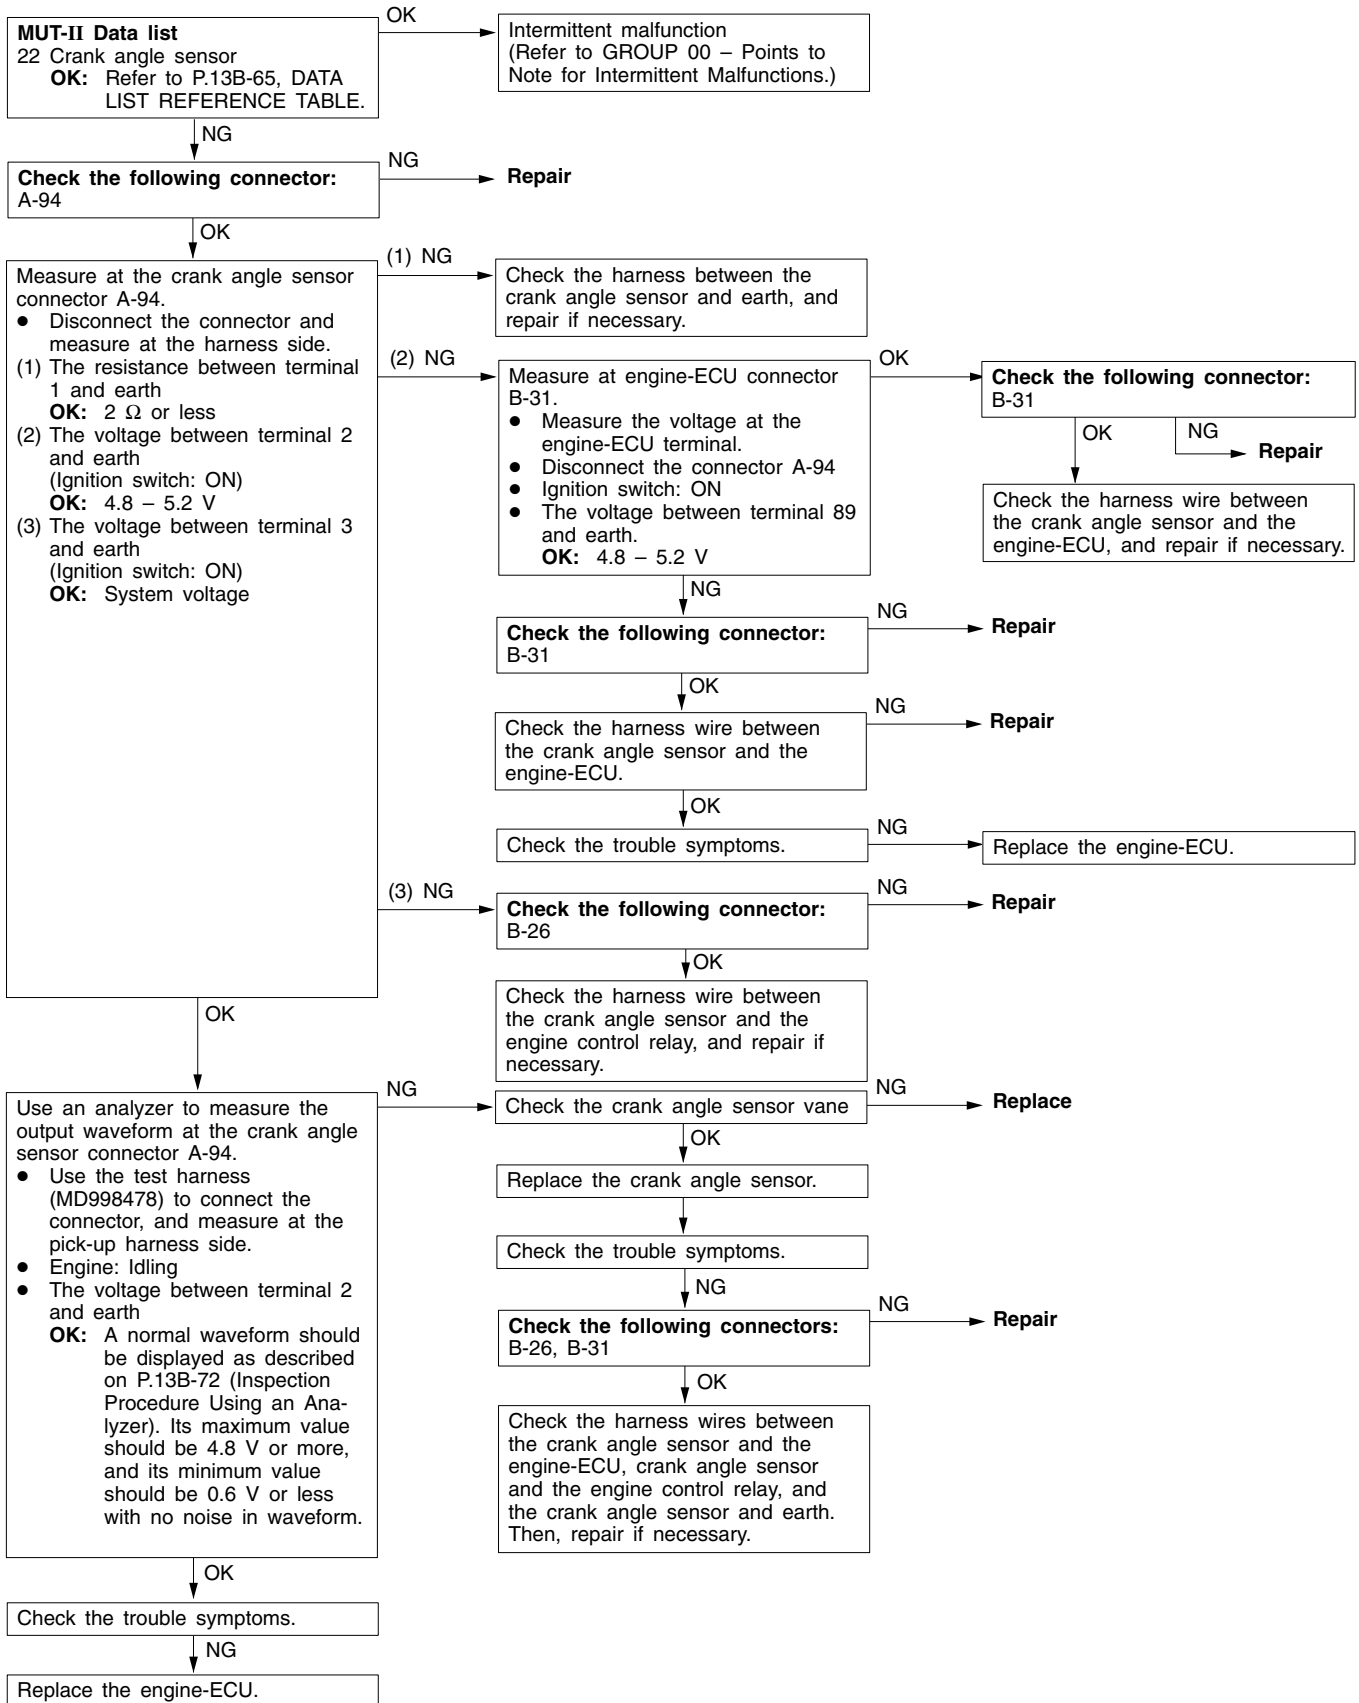 MUT-II Data list
22 Crank angle sensor
OK: Refer to P.13B-65, DATA
LIST REFERENCE TABLE.
OK
Intermittent malfunction
(Refer to GROUP 00 – Points to
Note for Intermittent Malfunctions.)
NG
Check the following connector:
A-94
NG
Repair
OK
Measure at the crank angle sensor
connector A-94.
● Disconnect the connector and
measure at the harness side.
(1) The resistance between terminal
1 and earth
OK: 2 Ω or less
(2) The voltage between terminal 2
and earth
(Ignition switch: ON)
OK: 4.8 – 5.2 V
(3) The voltage between terminal 3
and earth
(Ignition switch: ON)
OK: System voltage
(1) NG
Check the harness between the
crank angle sensor and earth, and
repair if necessary.
(2) NG
Measure at engine-ECU connector
B-31.
● Measure the voltage at the
engine-ECU terminal.
● Disconnect the connector A-94
● Ignition switch: ON
● The voltage between terminal 89
and earth.
OK: 4.8 – 5.2 V
OK
Check the following connector:
B-31
OK
NG
Repair
Check the harness wire between
the crank angle sensor and the
engine-ECU, and repair if necessary.
NG
Check the following connector:
B-31
NG
Repair
OK
Check the harness wire between
the crank angle sensor and the
engine-ECU.
NG
Repair
OK
Check the trouble symptoms.
NG
Replace the engine-ECU.
(3) NG
Check the following connector:
B-26
NG
Repair
OK
Check the harness wire between
the crank angle sensor and the
engine control relay, and repair if
necessary.
OK
Use an analyzer to measure the
output waveform at the crank angle
sensor connector A-94.
● Use the test harness
(MD998478) to connect the
connector, and measure at the
pick-up harness side.
● Engine: Idling
● The voltage between terminal 2
and earth
OK: A normal waveform should
be displayed as described
on P.13B-72 (Inspection
Procedure Using an Ana-
lyzer). Its maximum value
should be 4.8 V or more,
and its minimum value
should be 0.6 V or less
with no noise in waveform.
NG
Check the crank angle sensor vane
NG
Replace
OK
Replace the crank angle sensor.
Check the trouble symptoms.
NG
Check the following connectors:
B-26, B-31
NG
Repair
OK
Check the harness wires between
the crank angle sensor and the
engine-ECU, crank angle sensor
and the engine control relay, and
the crank angle sensor and earth.
Then, repair if necessary.
OK
Check the trouble symptoms.
NG
Replace the engine-ECU.